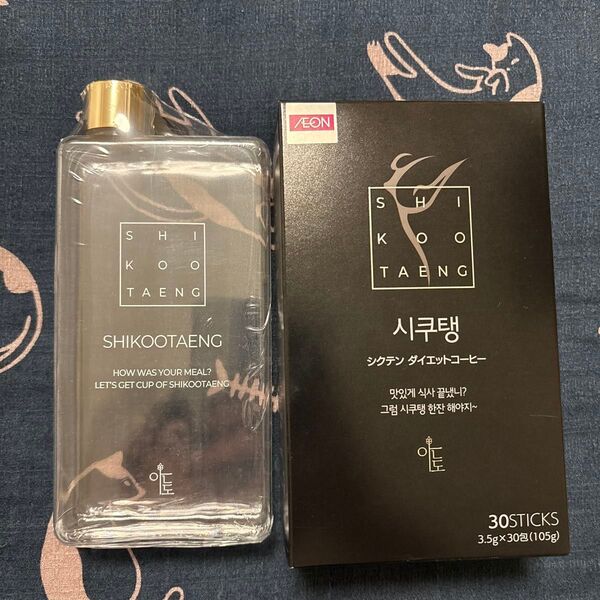 SHI
KOO
TAENG
SHIKOOTAENG
HOW WAS YOUR MEAL?
LET'S GET CUP OF SHIKOOTAENG
ÆON
SHI
KOO
TAENG
시쿠탱
シクテン ダイエットコーヒー
맛있게 식사 끝냈니?
그럼 시쿠탱 한잔 해야지~
30STICKS
3.5g×30包(105g)